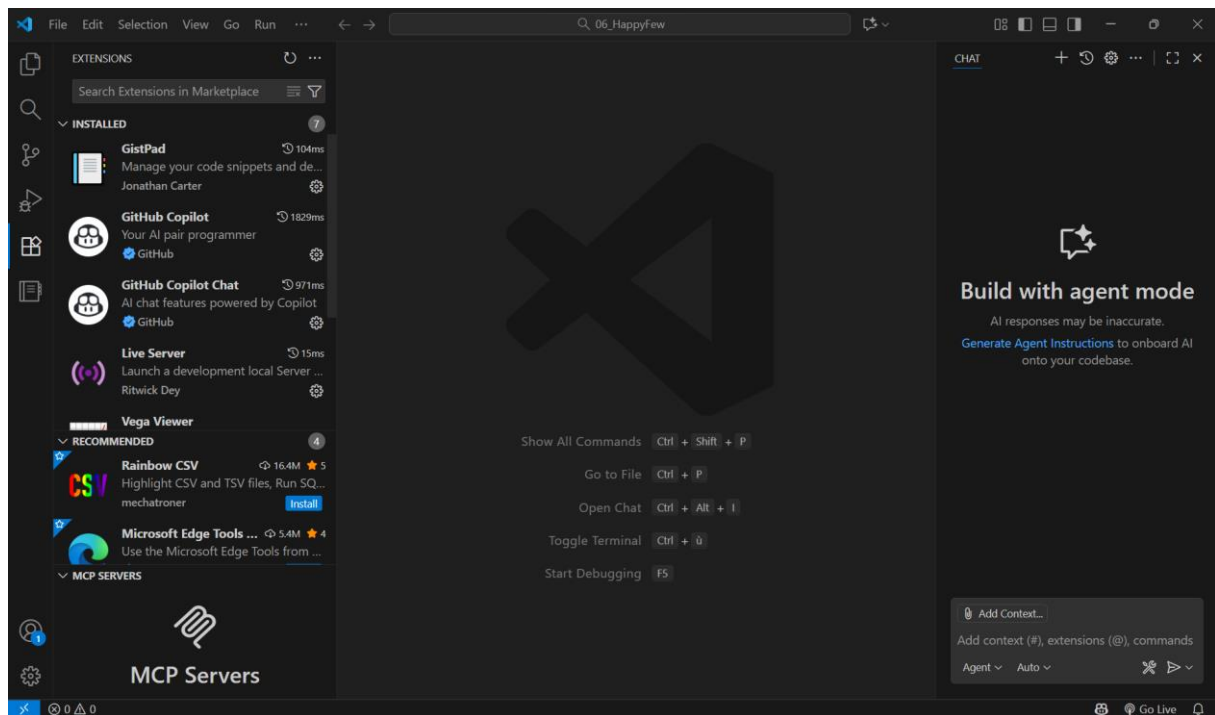 File Edit Selection View Go Run ···
06_HappyFew
EXTENSIONS
Search Extensions in Marketplace
INSTALLED 7
GistPad 104ms
Manage your code snippets and de...
Jonathan Carter
GitHub Copilot 1829ms
Your AI pair programmer
GitHub
GitHub Copilot Chat 971ms
AI chat features powered by Copilot
GitHub
Live Server 15ms
Launch a development local Server ...
Ritwick Dey
Vega Viewer
RECOMMENDED 4
CSV
Rainbow CSV 16.4M 5
Highlight CSV and TSV files, Run SQ...
mechatroner Install
Microsoft Edge Tools ... 5.4M 4
Use the Microsoft Edge Tools from ...
MCP SERVERS
MCP Servers
1
0 0
Show All Commands Ctrl + Shift + P
Go to File Ctrl + P
Open Chat Ctrl + Alt + I
Toggle Terminal Ctrl + ù
Start Debugging F5
CHAT
Build with agent mode
AI responses may be inaccurate.
Generate Agent Instructions to onboard AI
onto your codebase.
Add Context...
Add context (#), extensions (@), commands
Agent Auto
Go Live